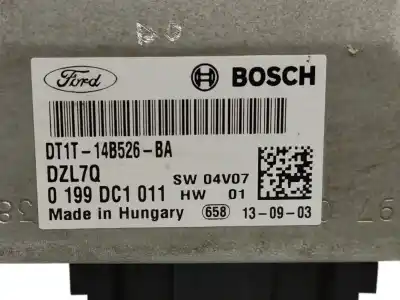 Ford
BOSCH
DT1T-14B526-BA
DZL7Q
SW 04V07
0 199 DC1 011
HW 01
Made in Hungary
658
13-09-03